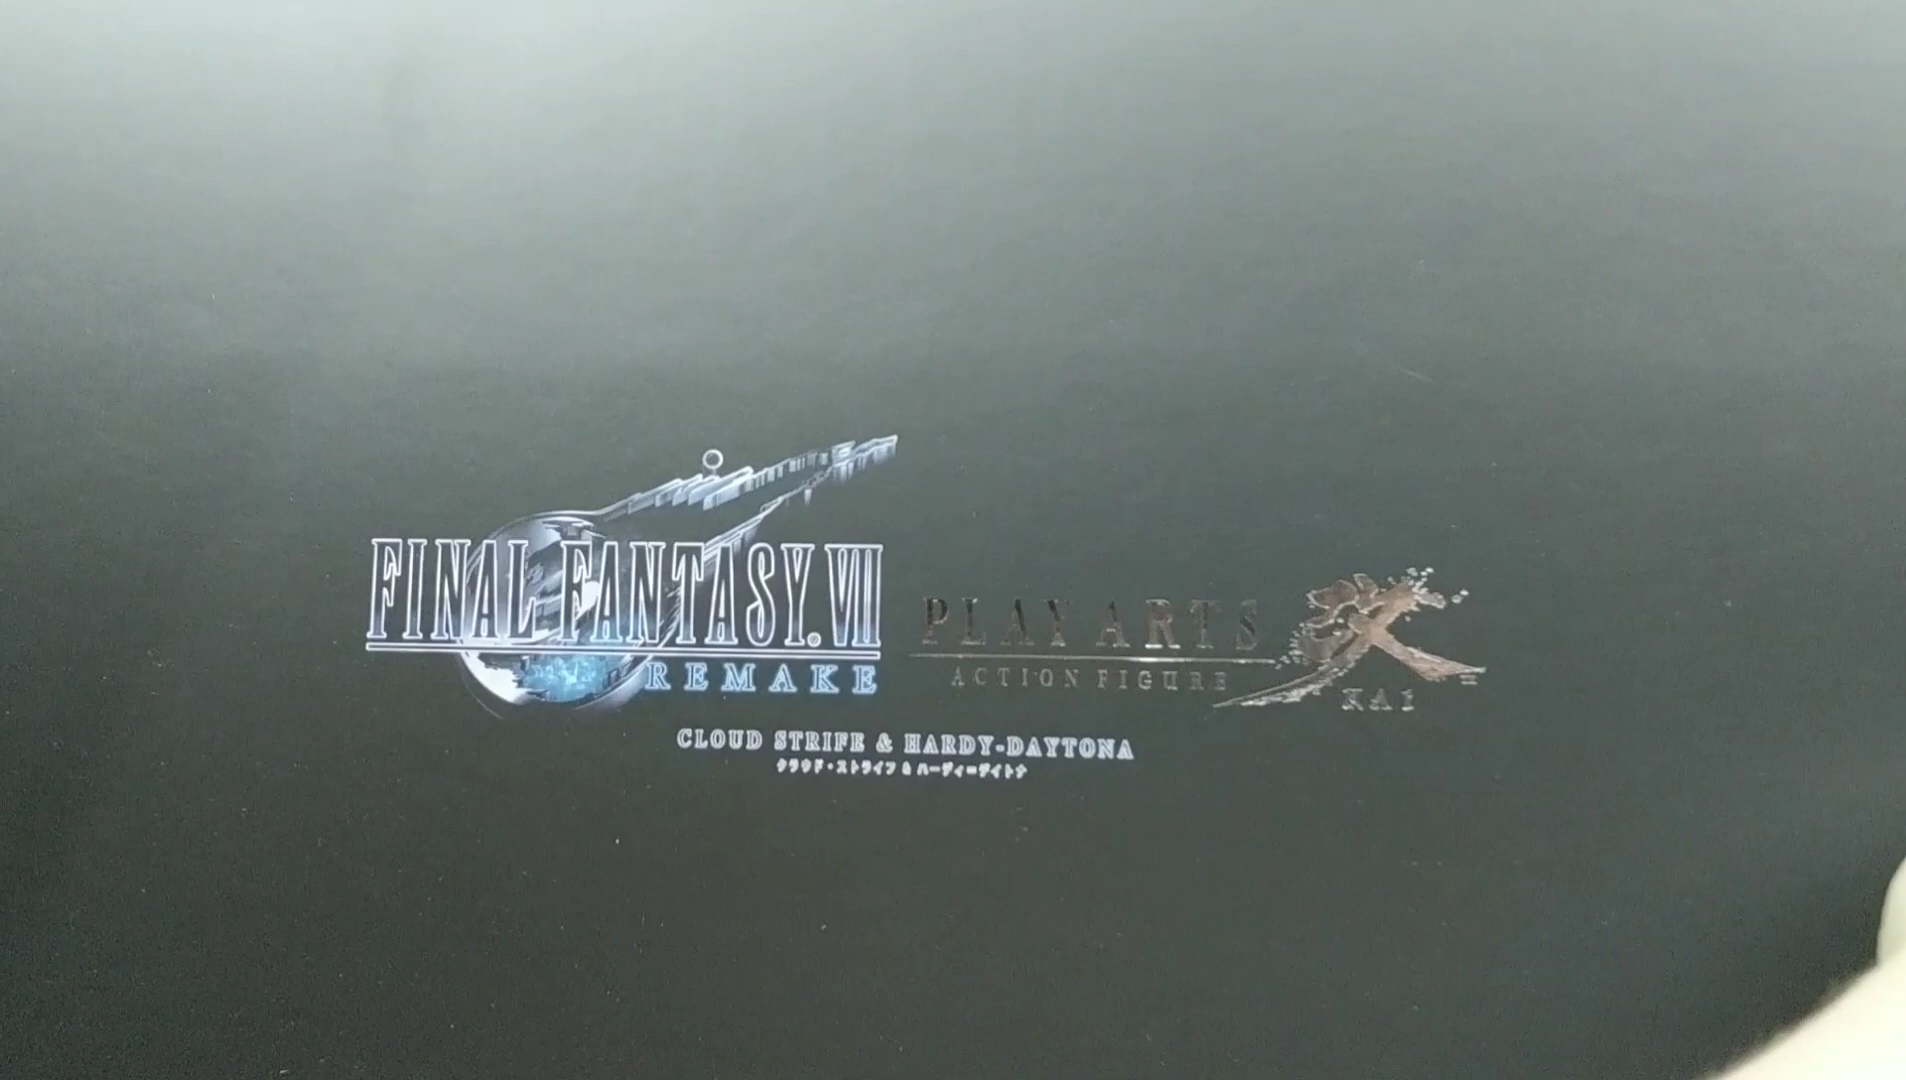 FINAL FANTASY. VII
REMAKE
PLAY ARTS 改
ACTION FIGURE
KAI
CLOUD STRIFE & HARDY-DAYTONA
クラウド・ストライフ & ハーディーデイトナ